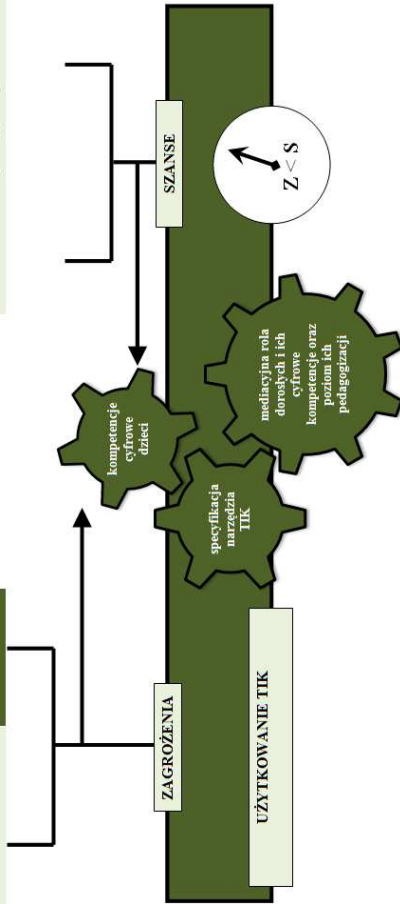 SZANSE
kompetencje
cyfrowe
dzieci
Z < S
mediacyjna rola
dorosłych i ich
cyfrowe
kompetencje oraz
poziom ich
pedagogizacji
specyfikacja
narzędzia
TIK
ZAGROŻENIA
UŻYTKOWANIE TIK